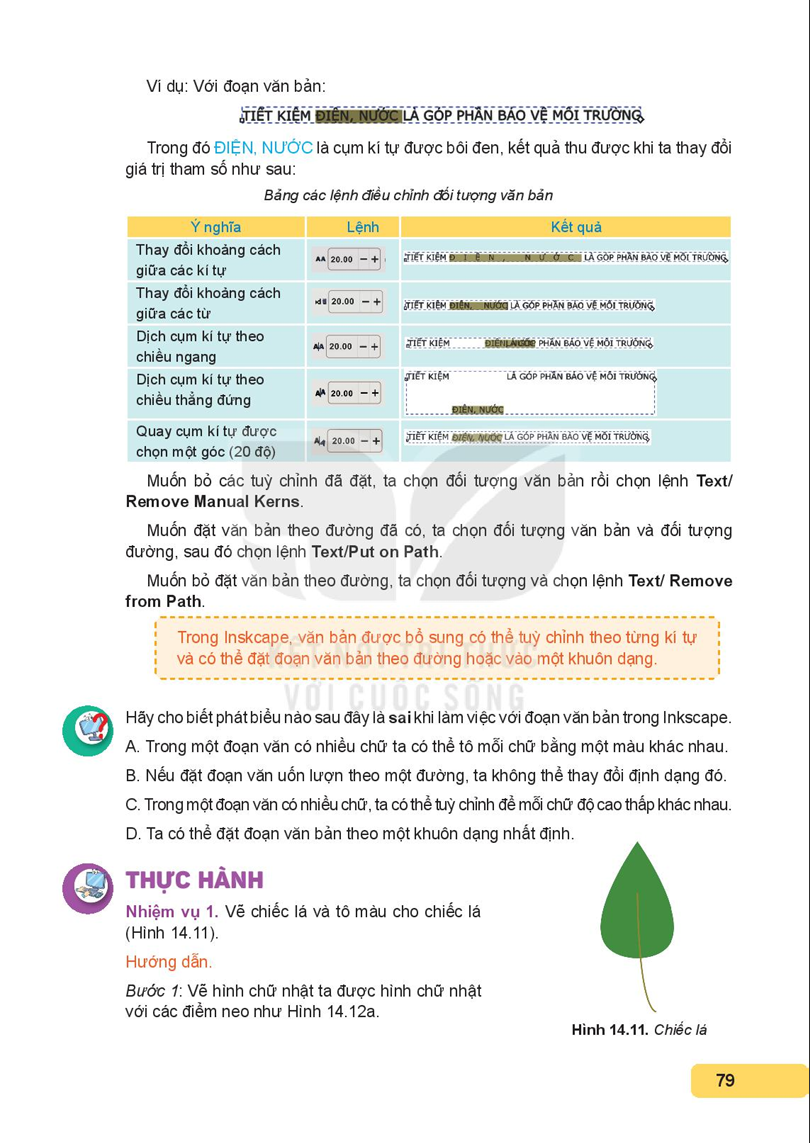 Ví dụ: Với đoạn văn bản:
TIẾT KIỆM ĐIỆN, NƯỚC LÀ GÓP PHẦN BẢO VỆ MÔI TRƯỜNG
Trong đó ĐIỆN, NƯỚC là cụm kí tự được bôi đen, kết quả thu được khi ta thay đổi
giá trị tham số như sau:
Bảng các lệnh điều chỉnh đối tượng văn bản
Ý nghĩa Lệnh Kết quả
Thay đổi khoảng cách
giữa các kí tự
AA 20.00 − +
TIẾT KIỆM ĐIỆN, NƯỚC LÀ GÓP PHẦN BẢO VỆ MÔI TRƯỜNG
Thay đổi khoảng cách
giữa các từ
20.00 − +
TIẾT KIỆM ĐIỆN, NƯỚC LÀ GÓP PHẦN BẢO VỆ MÔI TRƯỜNG
Dịch cụm kí tự theo
chiều ngang
A|A 20.00 − +
TIẾT KIỆM ĐIỆN, NƯỚC LÀ GÓP PHẦN BẢO VỆ MÔI TRƯỜNG
Dịch cụm kí tự theo
chiều thẳng đứng
A|A 20.00 − +
TIẾT KIỆM LÀ GÓP PHẦN BẢO VỆ MÔI TRƯỜNG
ĐIỆN, NƯỚC
Quay cụm kí tự được
chọn một góc (20 độ)
20.00 − +
TIẾT KIỆM ĐIỆN, NƯỚC LÀ GÓP PHẦN BẢO VỆ MÔI TRƯỜNG
Muốn bỏ các tuỳ chỉnh đã đặt, ta chọn đối tượng văn bản rồi chọn lệnh Text/
Remove Manual Kerns.
Muốn đặt văn bản theo đường đã có, ta chọn đối tượng văn bản và đối tượng
đường, sau đó chọn lệnh Text/Put on Path.
Muốn bỏ đặt văn bản theo đường, ta chọn đối tượng và chọn lệnh Text/ Remove
from Path.
Trong Inskcape, văn bản được bổ sung có thể tuỳ chỉnh theo từng kí tự
và có thể đặt đoạn văn bản theo đường hoặc vào một khuôn dạng.
KẾT NỐI TRI THỨC
VỚI CUỘC SỐNG
Hãy cho biết phát biểu nào sau đây là sai khi làm việc với đoạn văn bản trong Inkscape.
A. Trong một đoạn văn có nhiều chữ ta có thể tô mỗi chữ bằng một màu khác nhau.
B. Nếu đặt đoạn văn uốn lượn theo một đường, ta không thể thay đổi định dạng đó.
C. Trong một đoạn văn có nhiều chữ, ta có thể tuỳ chỉnh để mỗi chữ độ cao thấp khác nhau.
D. Ta có thể đặt đoạn văn bản theo một khuôn dạng nhất định.
THỰC HÀNH
Nhiệm vụ 1. Vẽ chiếc lá và tô màu cho chiếc lá
(Hình 14.11).
Hướng dẫn.
Bước 1: Vẽ hình chữ nhật ta được hình chữ nhật
với các điểm neo như Hình 14.12a.
Hình 14.11. Chiếc lá
79